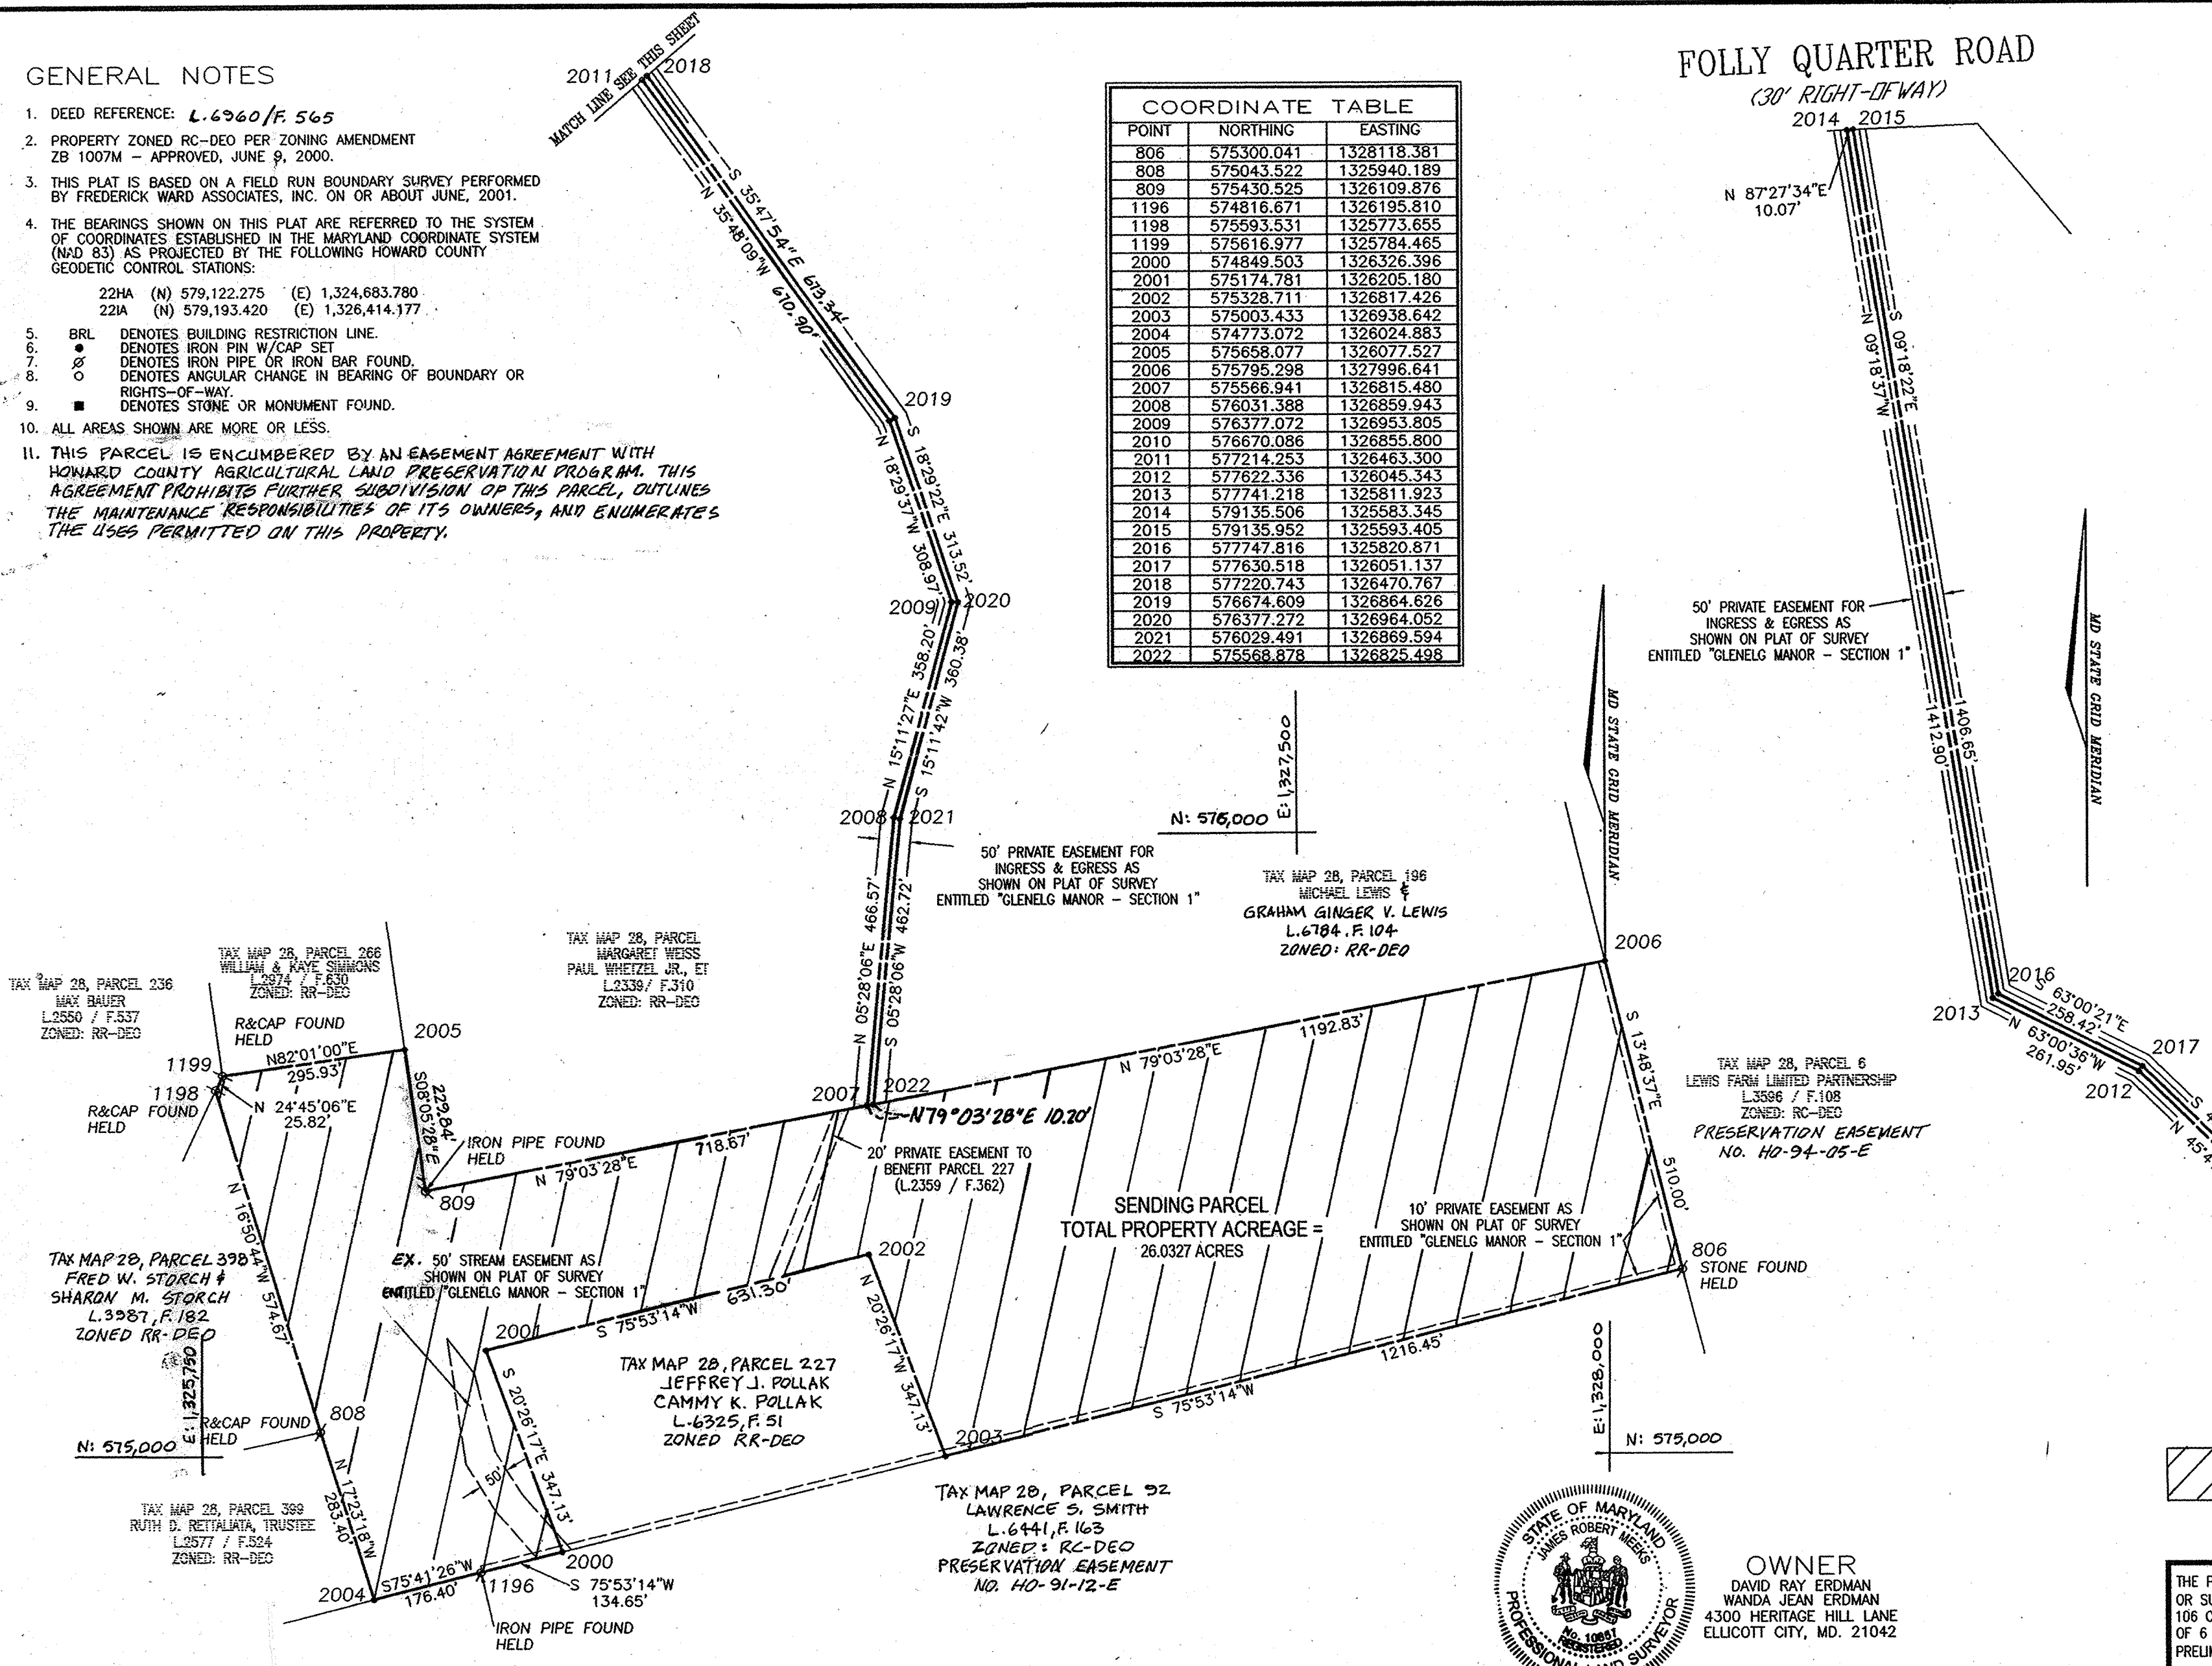 GENERAL NOTES
1. DEED REFERENCE: L.6960/F. 565
2. PROPERTY ZONED RC-DEO PER ZONING AMENDMENT
ZB 1007M – APPROVED, JUNE 9, 2000.
3. THIS PLAT IS BASED ON A FIELD RUN BOUNDARY SURVEY PERFORMED
BY FREDERICK WARD ASSOCIATES, INC. ON OR ABOUT JUNE, 2001.
4. THE BEARINGS SHOWN ON THIS PLAT ARE REFERRED TO THE SYSTEM
OF COORDINATES ESTABLISHED IN THE MARYLAND COORDINATE SYSTEM
(NAD 83) AS PROJECTED BY THE FOLLOWING HOWARD COUNTY
GEODETIC CONTROL STATIONS:
22HA (N) 579,122.275 (E) 1,324,683.780
22IA (N) 579,193.420 (E) 1,326,414.177
5. BRL DENOTES BUILDING RESTRICTION LINE.
6. ● DENOTES IRON PIN W/CAP SET
7. Ø DENOTES IRON PIPE OR IRON BAR FOUND.
8. ○ DENOTES ANGULAR CHANGE IN BEARING OF BOUNDARY OR
RIGHTS-OF-WAY.
9. ■ DENOTES STONE OR MONUMENT FOUND.
10. ALL AREAS SHOWN ARE MORE OR LESS.
11. THIS PARCEL IS ENCUMBERED BY AN EASEMENT AGREEMENT WITH
HOWARD COUNTY AGRICULTURAL LAND PRESERVATION PROGRAM. THIS
AGREEMENT PROHIBITS FURTHER SUBDIVISION OF THIS PARCEL, OUTLINES
THE MAINTENANCE RESPONSIBILITIES OF ITS OWNERS, AND ENUMERATES
THE USES PERMITTED ON THIS PROPERTY.
2011
2018
MATCH LINE SEE THIS SHEET
S 35°47'54"E 673.34'
N 35°48'09"W 670.90'
2019
S 18°29'22"E 313.52'
N 18°29'37"W 308.97'
2009
2020
N 15°11'27"E 358.20'
S 15°11'42"W 360.38'
2008
2021
N 05°28'06"E 466.57'
S 05°28'06"W 462.72'
50' PRIVATE EASEMENT FOR
INGRESS & EGRESS AS
SHOWN ON PLAT OF SURVEY
ENTITLED "GLENELG MANOR – SECTION 1"
COORDINATE TABLE
POINT NORTHING EASTING
806 575300.041 1328118.381
808 575043.522 1325940.189
809 575430.525 1326109.876
1196 574816.671 1326195.810
1198 575593.531 1325773.655
1199 575616.977 1325784.465
2000 574849.503 1326326.396
2001 575174.781 1326205.180
2002 575328.711 1326817.426
2003 575003.433 1326938.642
2004 574773.072 1326024.883
2005 575658.077 1326077.527
2006 575795.298 1327996.641
2007 575566.941 1326815.480
2008 576031.388 1326859.943
2009 576377.072 1326953.805
2010 576670.086 1326855.800
2011 577214.253 1326463.300
2012 577622.336 1326045.343
2013 577741.218 1325811.923
2014 579135.506 1325583.345
2015 579135.952 1325593.405
2016 577747.816 1325820.871
2017 577630.518 1326051.137
2018 577220.743 1326470.767
2019 576674.609 1326864.626
2020 576377.272 1326964.052
2021 576029.491 1326869.594
2022 575568.878 1326825.498
FOLLY QUARTER ROAD
(30' RIGHT-OFWAY)
2014 2015
N 87°27'34"E
10.07'
S 09°18'22"E
N 09°18'37"W
1406.65'
1412.90'
50' PRIVATE EASEMENT FOR
INGRESS & EGRESS AS
SHOWN ON PLAT OF SURVEY
ENTITLED "GLENELG MANOR – SECTION 1"
MD STATE GRID MERIDIAN
MD STATE GRID MERIDIAN
2016
S 63°00'21"E
258.42'
2013
N 63°00'36"W
261.95'
2017
2012
N: 576,000
E: 1,327,500
TAX MAP 28, PARCEL 196
MICHAEL LEWIS &
GRAHAM GINGER V. LEWIS
L.6784, F. 104
ZONED: RR-DEO
2006
TAX MAP 28, PARCEL 236
MAX BAUER
L.2550 / F.537
ZONED: RR-DEO
TAX MAP 28, PARCEL 266
WILLIAM & KAYE SIMMONS
L.2974 / F.630
ZONED: RR-DEO
TAX MAP 28, PARCEL
MARGARET WEISS
PAUL WHETZEL JR., ET
L.2339/ F.310
ZONED: RR-DEO
R&CAP FOUND
HELD
2005
1199
N82°01'00"E
295.93'
1198
R&CAP FOUND
HELD
N 24°45'06"E
25.82'
S08°05'28"E
229.84'
IRON PIPE FOUND
HELD
809
N 79°03'28"E
718.67'
2007
2022
N79°03'28"E 10.20'
N 79°03'28"E
1192.83'
20' PRIVATE EASEMENT TO
BENEFIT PARCEL 227
(L.2359 / F.362)
S 13°48'37"E
510.00'
TAX MAP 28, PARCEL 6
LEWIS FARM LIMITED PARTNERSHIP
L.3596 / F.108
ZONED: RC-DEO
PRESERVATION EASEMENT
NO. HO-94-05-E
SENDING PARCEL
TOTAL PROPERTY ACREAGE =
26.0327 ACRES
10' PRIVATE EASEMENT AS
SHOWN ON PLAT OF SURVEY
ENTITLED "GLENELG MANOR – SECTION 1"
806
STONE FOUND
HELD
N 16°50'44"W 574.67'
TAX MAP 28, PARCEL 398
FRED W. STORCH &
SHARON M. STORCH
L.3987, F. 182
ZONED RR-DEO
EX. 50' STREAM EASEMENT AS
SHOWN ON PLAT OF SURVEY
ENTITLED "GLENELG MANOR – SECTION 1"
2002
2001
S 75°53'14"W
631.30'
N 20°26'17"W 347.13'
TAX MAP 28, PARCEL 227
JEFFREY J. POLLAK
CAMMY K. POLLAK
L.6325, F. 51
ZONED RR-DEO
S 20°26'17"E 347.13'
50'
2003
S 75°53'14"W
1216.45'
E: 1,325,750
N: 575,000
R&CAP FOUND
HELD
808
N 17°23'18"W
283.40'
TAX MAP 28, PARCEL 399
RUTH D. RETTALIATA, TRUSTEE
L.2577 / F.524
ZONED: RR-DEO
2004
S75°41'26"W
176.40'
1196
2000
S 75°53'14"W
134.65'
IRON PIPE FOUND
HELD
TAX MAP 28, PARCEL 92
LAWRENCE S. SMITH
L.6441, F. 163
ZONED: RC-DEO
PRESERVATION EASEMENT
NO. HO-91-12-E
E: 1,328,000
N: 575,000
STATE OF MARYLAND
JAMES ROBERT MEEKS
No. 10857
REGISTERED
PROFESSIONAL LAND SURVEYOR
OWNER
DAVID RAY ERDMAN
WANDA JEAN ERDMAN
4300 HERITAGE HILL LANE
ELLICOTT CITY, MD. 21042
THE
OR
106
OF 6